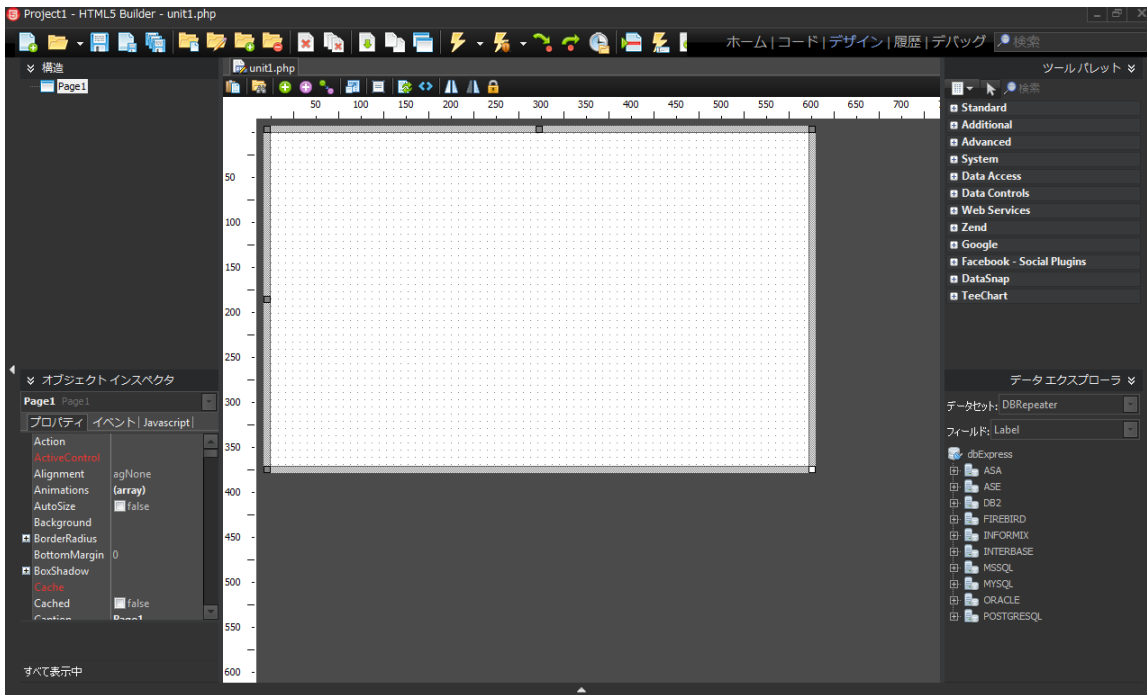 Project1 - HTML5 Builder - unit1.php
ホーム | コード | デザイン | 履歴 | デバッグ 検索
構造
Page1
unit1.php
50 100 150 200 250 300 350 400 450 500 550 600 650 700
50
100
150
200
250
300
350
400
450
500
550
600
オブジェクト インスペクタ
Page1 Page1
プロパティ イベント Javascript
Action
ActiveControl
Alignment agNone
Animations (array)
AutoSize false
Background
BorderRadius
BottomMargin 0
BoxShadow
Cache
Cached false
Caption Page1
すべて表示中
ツール パレット
検索
Standard
Additional
Advanced
System
Data Access
Data Controls
Web Services
Zend
Google
Facebook - Social Plugins
DataSnap
TeeChart
データ エクスプローラ
データセット: DBRepeater
フィールド: Label
dbExpress
ASA
ASE
DB2
FIREBIRD
INFORMIX
INTERBASE
MSSQL
MYSQL
ORACLE
POSTGRESQL